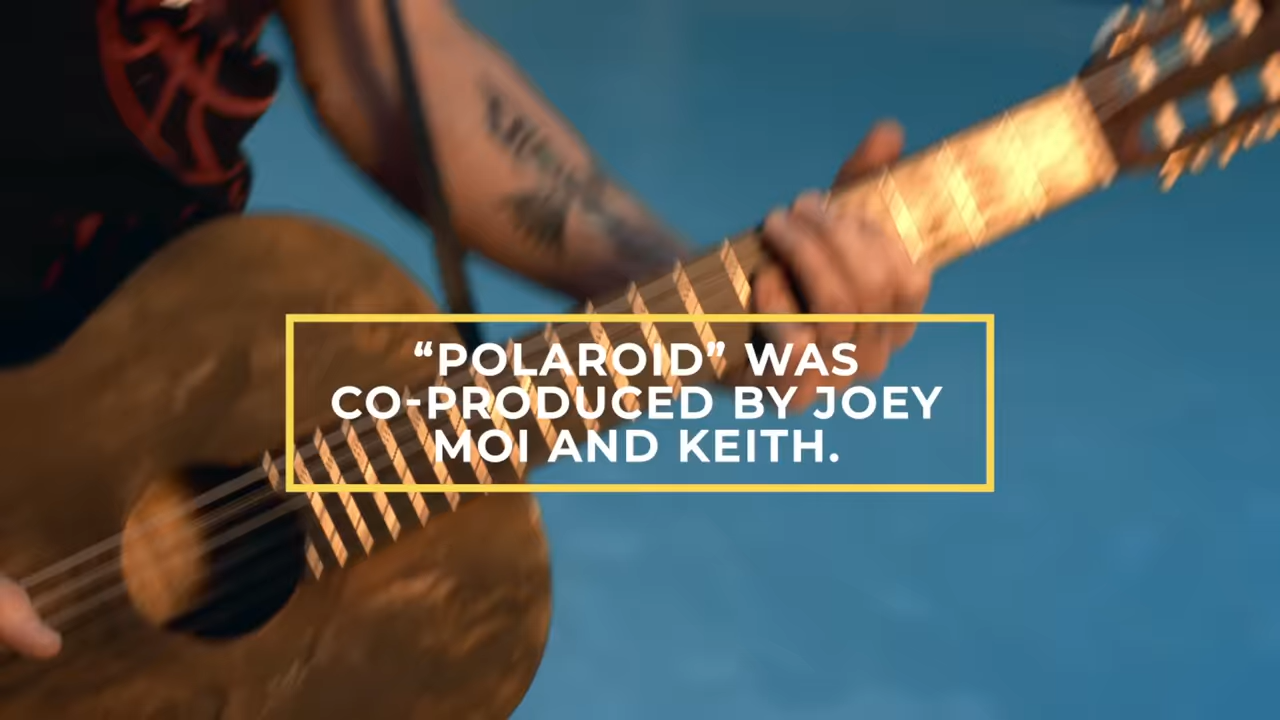 “POLAROID” WAS
CO-PRODUCED BY JOEY
MOI AND KEITH.